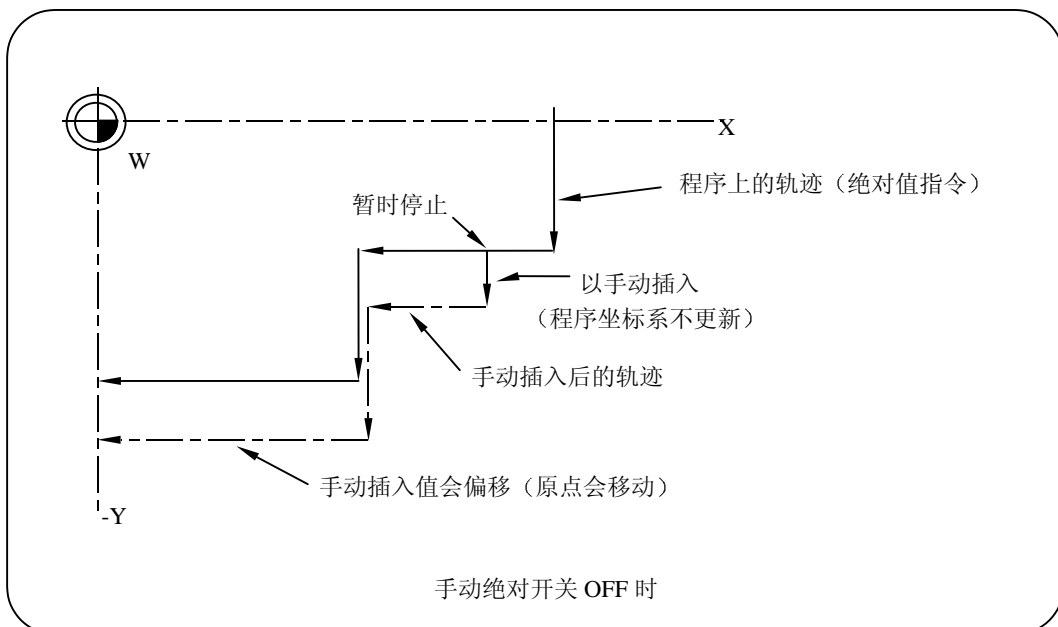 X
W
程序上的轨迹（绝对值指令）
暂时停止
以手动插入
（程序坐标系不更新）
手动插入后的轨迹
手动插入值会偏移（原点会移动）
-Y
手动绝对开关 OFF 时